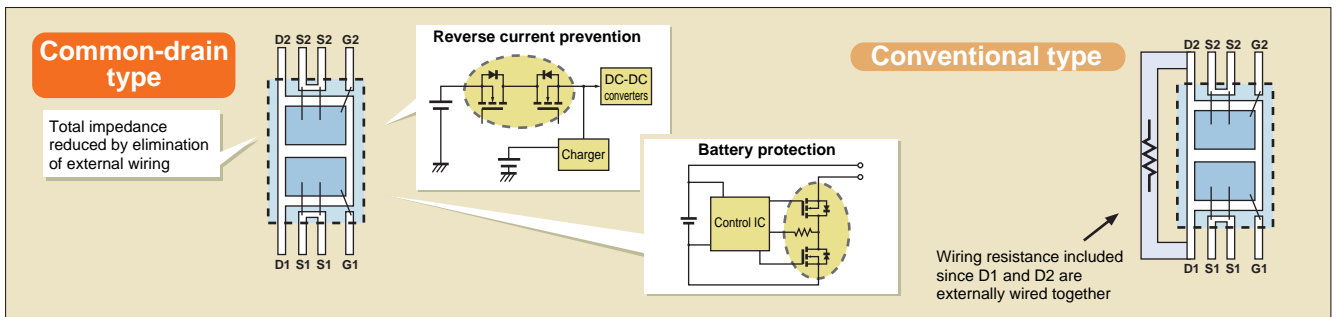 Common-drain
type
Total impedance
reduced by elimination
of external wiring
D2 S2 S2 G2
D1 S1 S1 G1
Reverse current prevention
DC-DC
converters
Charger
Battery protection
Control IC
Conventional type
D2 S2 S2 G2
D1 S1 S1 G1
Wiring resistance included
since D1 and D2 are
externally wired together